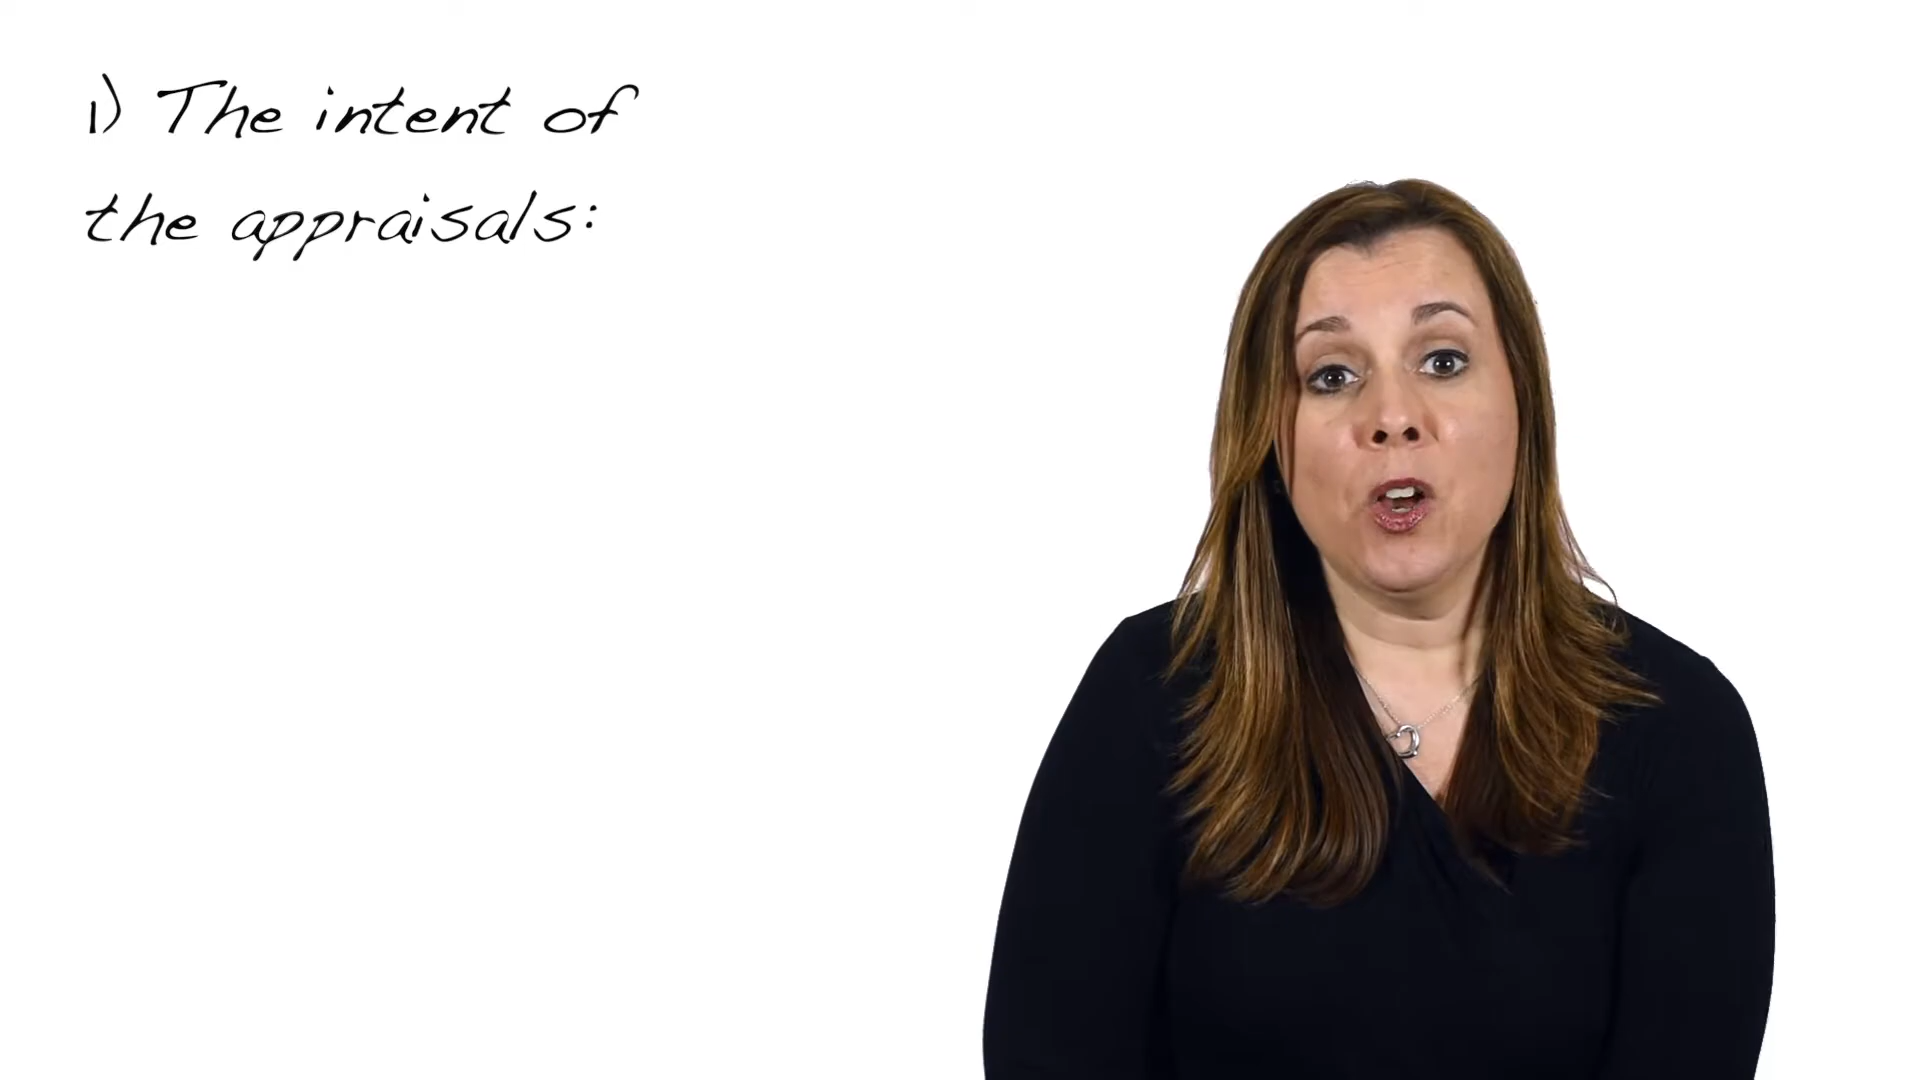 1) The intent of
the appraisals: